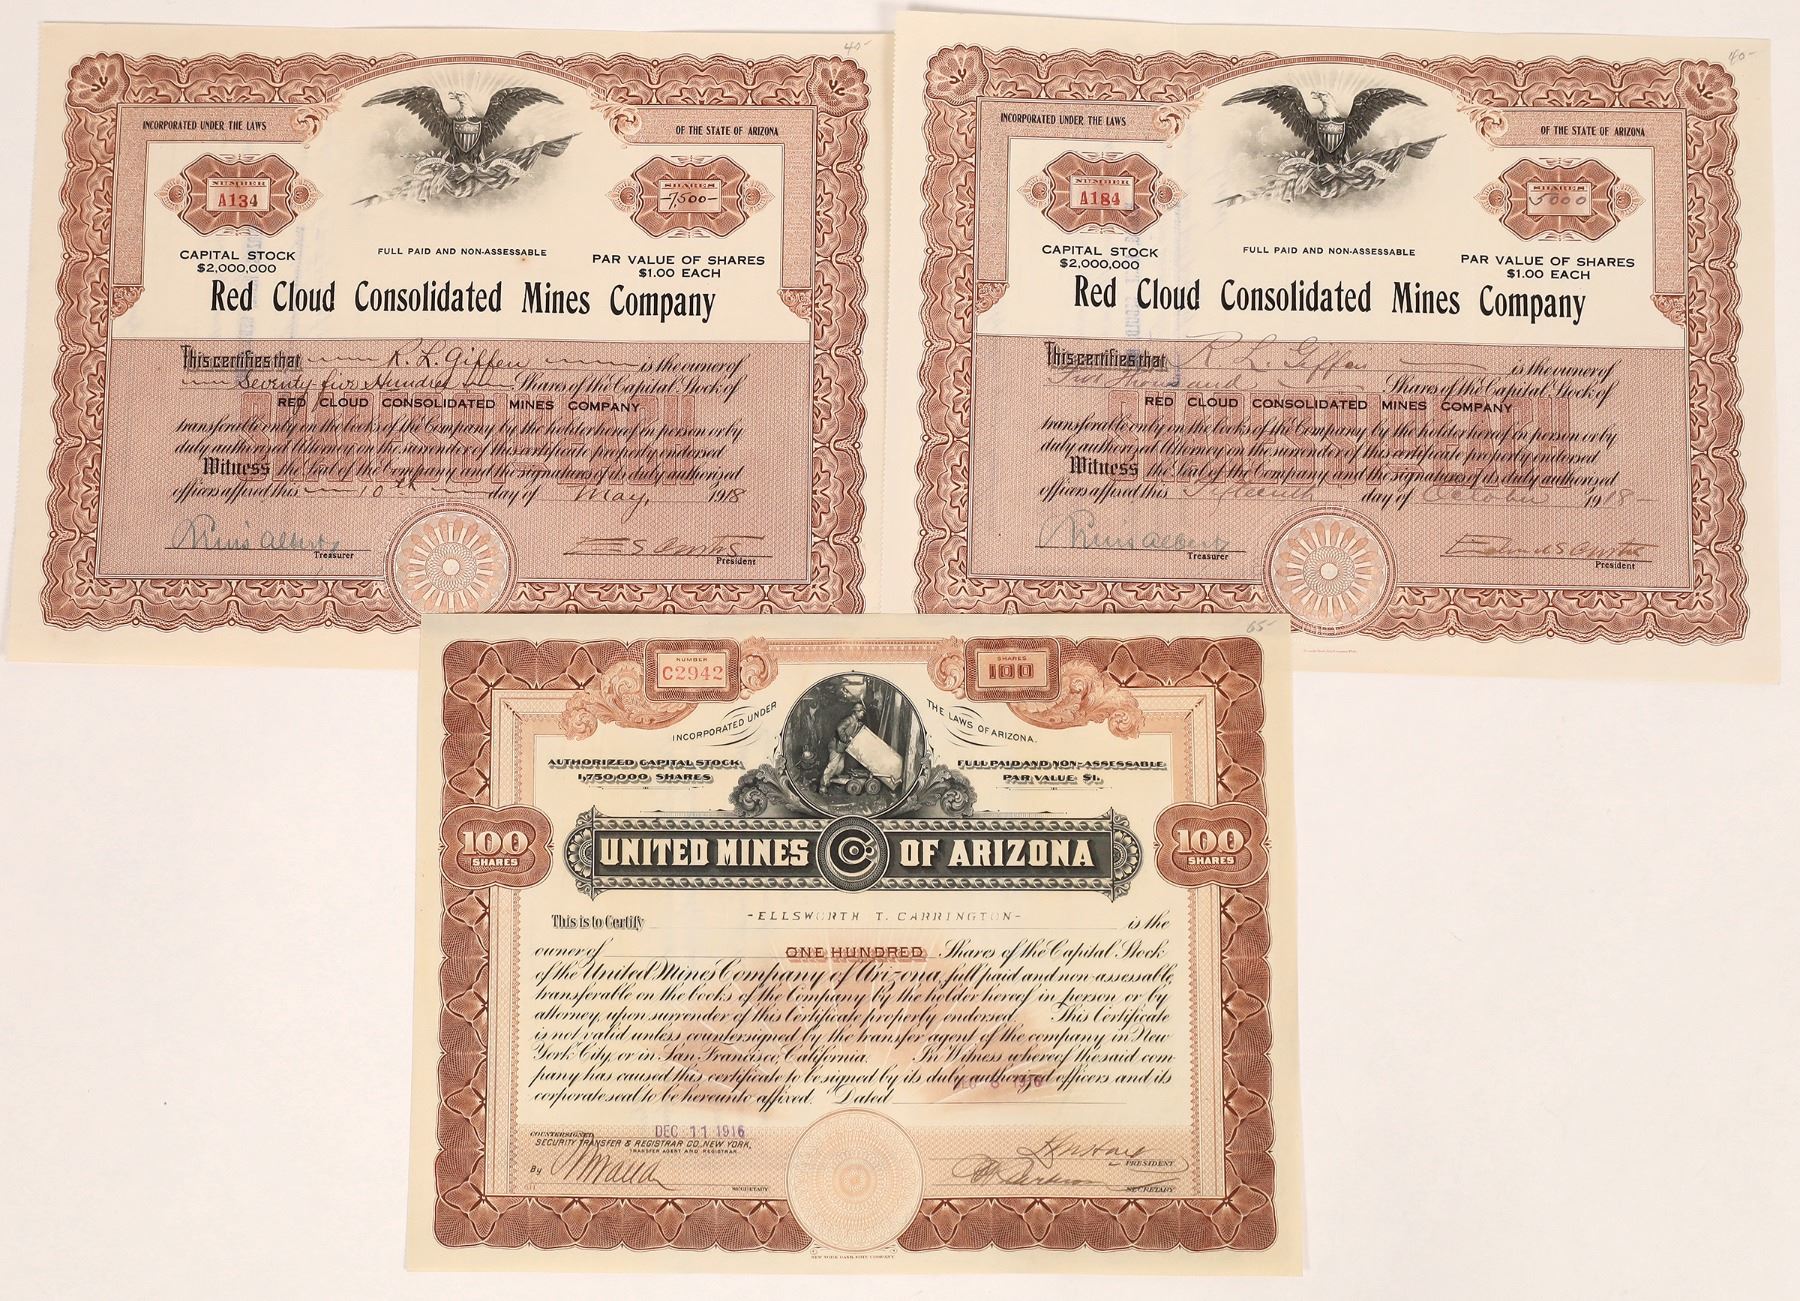 40-
INCORPORATED UNDER THE LAWS
OF THE STATE OF ARIZONA
NUMBER
A134
SHARES
-7,500-
CAPITAL STOCK
$2,000,000
FULL PAID AND NON-ASSESSABLE
PAR VALUE OF SHARES
$1.00 EACH
Red Cloud Consolidated Mines Company
This certifies that R. L. Giffen is the owner of
Seventy-five Hundred Shares of the Capital Stock of
RED CLOUD CONSOLIDATED MINES COMPANY
transferable only on the books of the Company by the holder hereof in person or by
duly authorized Attorney on the surrender of this certificate properly endorsed
Witness the Seal of the Company and the signatures of its duly authorized
officers affixed this 10th day of May, 1918
Albert
Treasurer
E S Curtis
President
40-
INCORPORATED UNDER THE LAWS
OF THE STATE OF ARIZONA
NUMBER
A184
SHARES
5000
CAPITAL STOCK
$2,000,000
FULL PAID AND NON-ASSESSABLE
PAR VALUE OF SHARES
$1.00 EACH
Red Cloud Consolidated Mines Company
This certifies that R L Giffen is the owner of
Five thousand Shares of the Capital Stock of
RED CLOUD CONSOLIDATED MINES COMPANY
transferable only on the books of the Company by the holder hereof in person or by
duly authorized Attorney on the surrender of this certificate properly endorsed
Witness the Seal of the Company and the signatures of its duly authorized
officers affixed this Fifteenth day of October 1918-
Albert
Treasurer
Edmund S Curtis
President
65-
NUMBER
C2942
SHARES
100
INCORPORATED UNDER THE LAWS OF ARIZONA.
AUTHORIZED CAPITAL STOCK
1,750,000 SHARES
FULL PAID AND NON-ASSESSABLE
PAR VALUE $1.
100
SHARES
UNITED MINES OF ARIZONA
100
SHARES
This is to Certify -ELLSWORTH T. CARRINGTON- is the
owner of ONE HUNDRED Shares of the Capital Stock
of the United Mines Company of Arizona, full paid and non-assessable,
transferable on the books of the Company by the holder hereof in person or by
attorney, upon surrender of this Certificate properly endorsed. This Certificate
is not valid unless countersigned by the transfer agent of the company in New
York City, or in San Francisco, California. In Witness whereof the said com-
pany has caused this certificate to be signed by its duly authorized officers and its
corporate seal to be hereunto affixed. Dated 6 1916
COUNTERSIGNED
DEC 11 1916
SECURITY TRANSFER & REGISTRAR CO. NEW YORK,
TRANSFER AGENT AND REGISTRAR.
By
SECRETARY
PRESIDENT
SECRETARY
NEW YORK BANK NOTE COMPANY